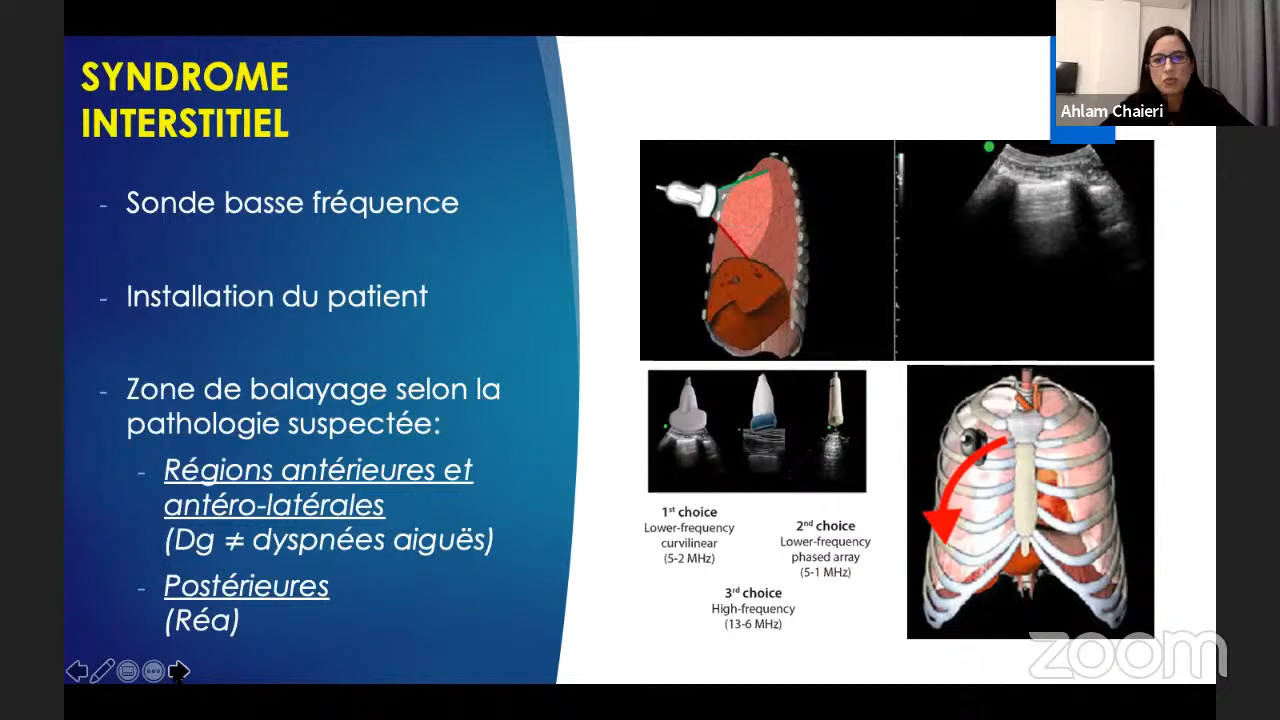 SYNDROME
INTERSTITIEL
- Sonde basse fréquence
- Installation du patient
- Zone de balayage selon la
pathologie suspectée:
- Régions antérieures et
antéro-latérales
(Dg ≠ dyspnées aiguës)
- Postérieures
(Réa)
1st choice
Lower-frequency
curvilinear
(5-2 MHz)
2nd choice
Lower-frequency
phased array
(5-1 MHz)
3rd choice
High-frequency
(13-6 MHz)
Ahlam Chaieri
zoom